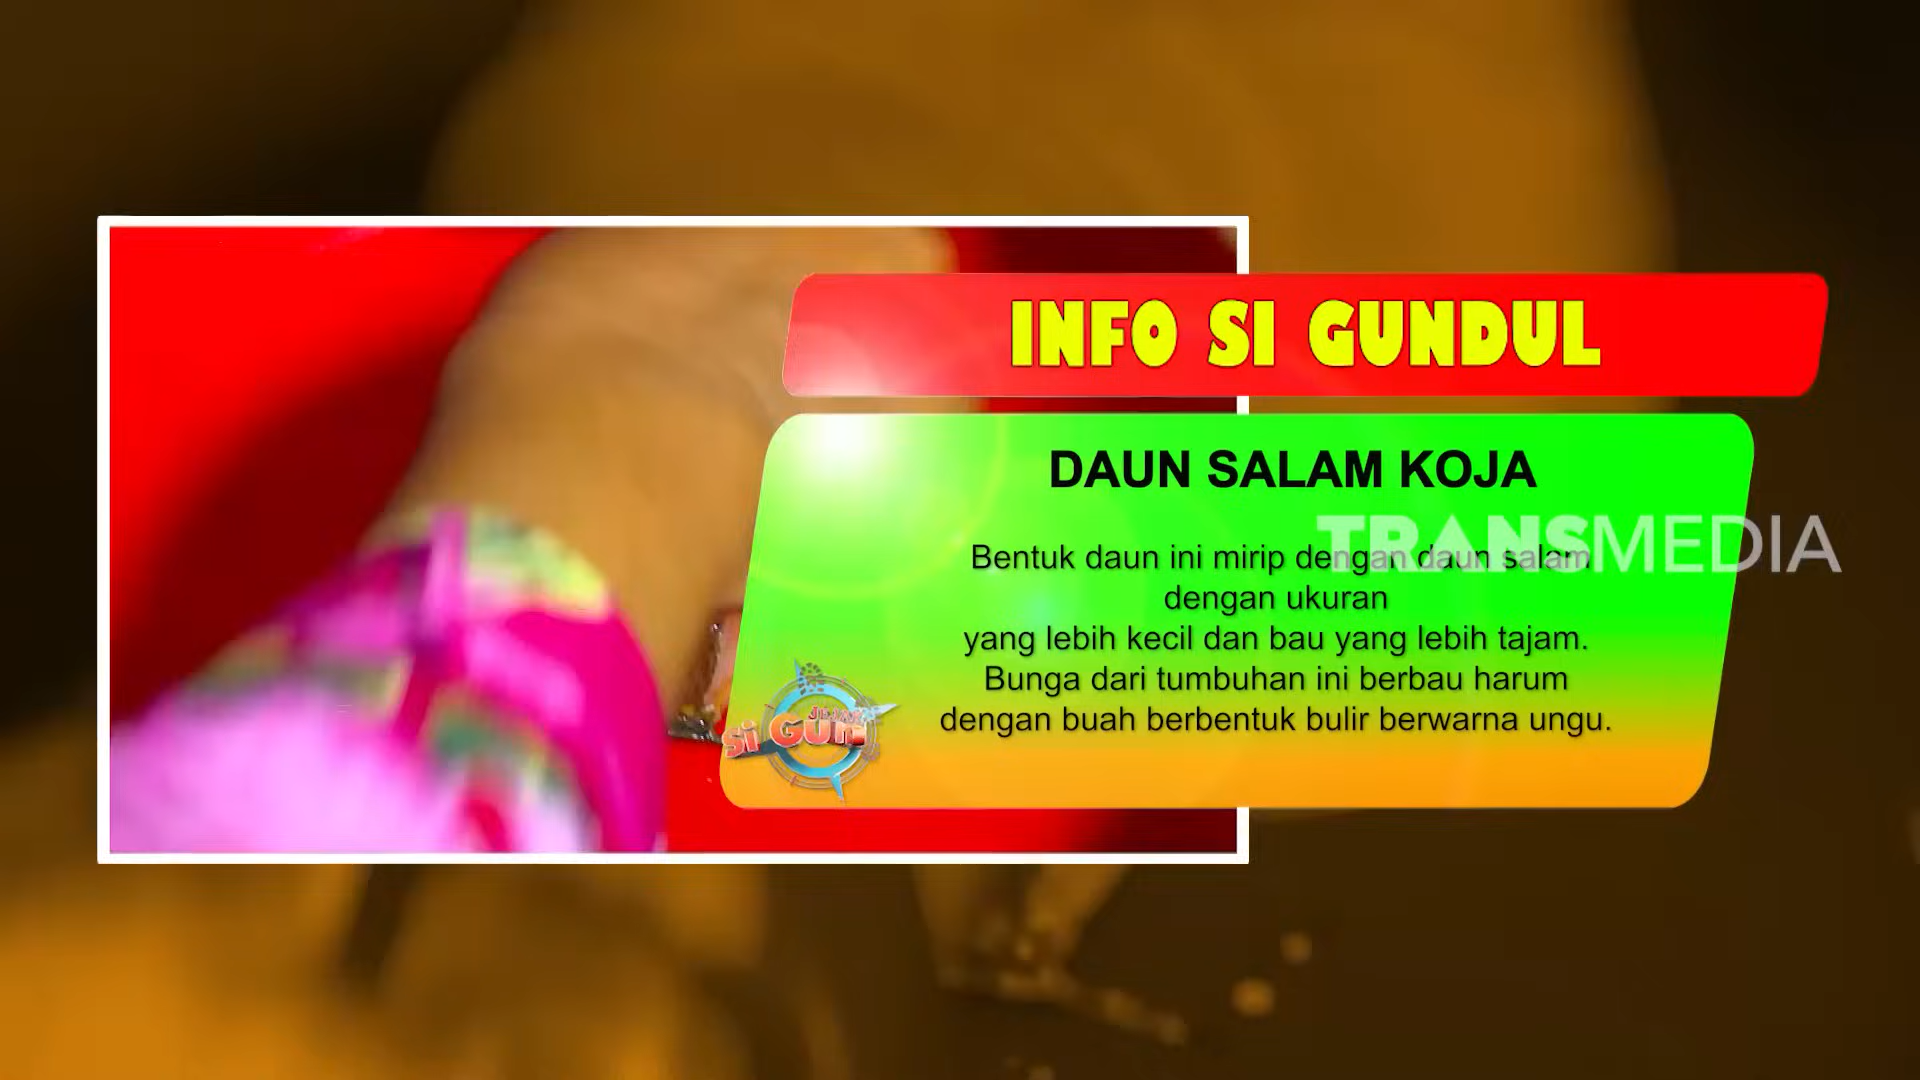 INFO SI GUNDUL
DAUN SALAM KOJA
TRANSMEDIA
Bentuk daun ini mirip dengan daun salam
dengan ukuran
yang lebih kecil dan bau yang lebih tajam.
Bunga dari tumbuhan ini berbau harum
dengan buah berbentuk bulir berwarna ungu.
JEJAK
Si GUN